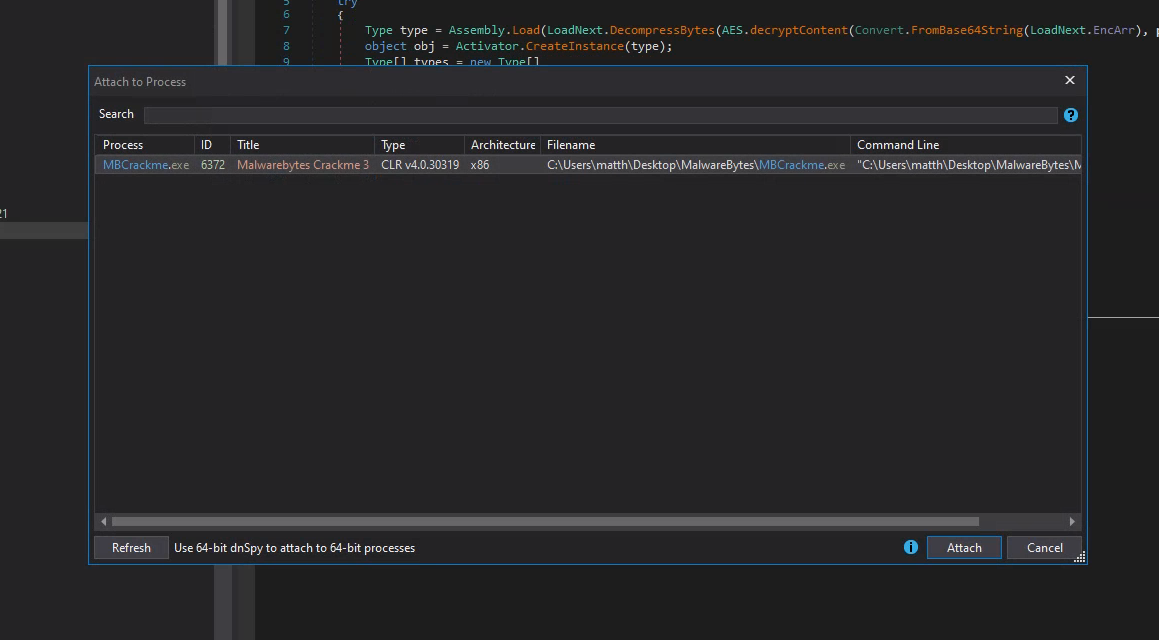 5 try
6 {
7 Type type = Assembly.Load(LoadNext.DecompressBytes(AES.decryptContent(Convert.FromBase64String(LoadNext.EncArr), p
8 object obj = Activator.CreateInstance(type);
9 Type[] types = new Type[]
Attach to Process
Search
Process ID Title Type Architecture Filename Command Line
MBCrackme.exe 6372 Malwarebytes Crackme 3 CLR v4.0.30319 x86 C:\Users\matth\Desktop\MalwareBytes\MBCrackme.exe "C:\Users\matth\Desktop\MalwareBytes\M
21
Refresh Use 64-bit dnSpy to attach to 64-bit processes Attach Cancel